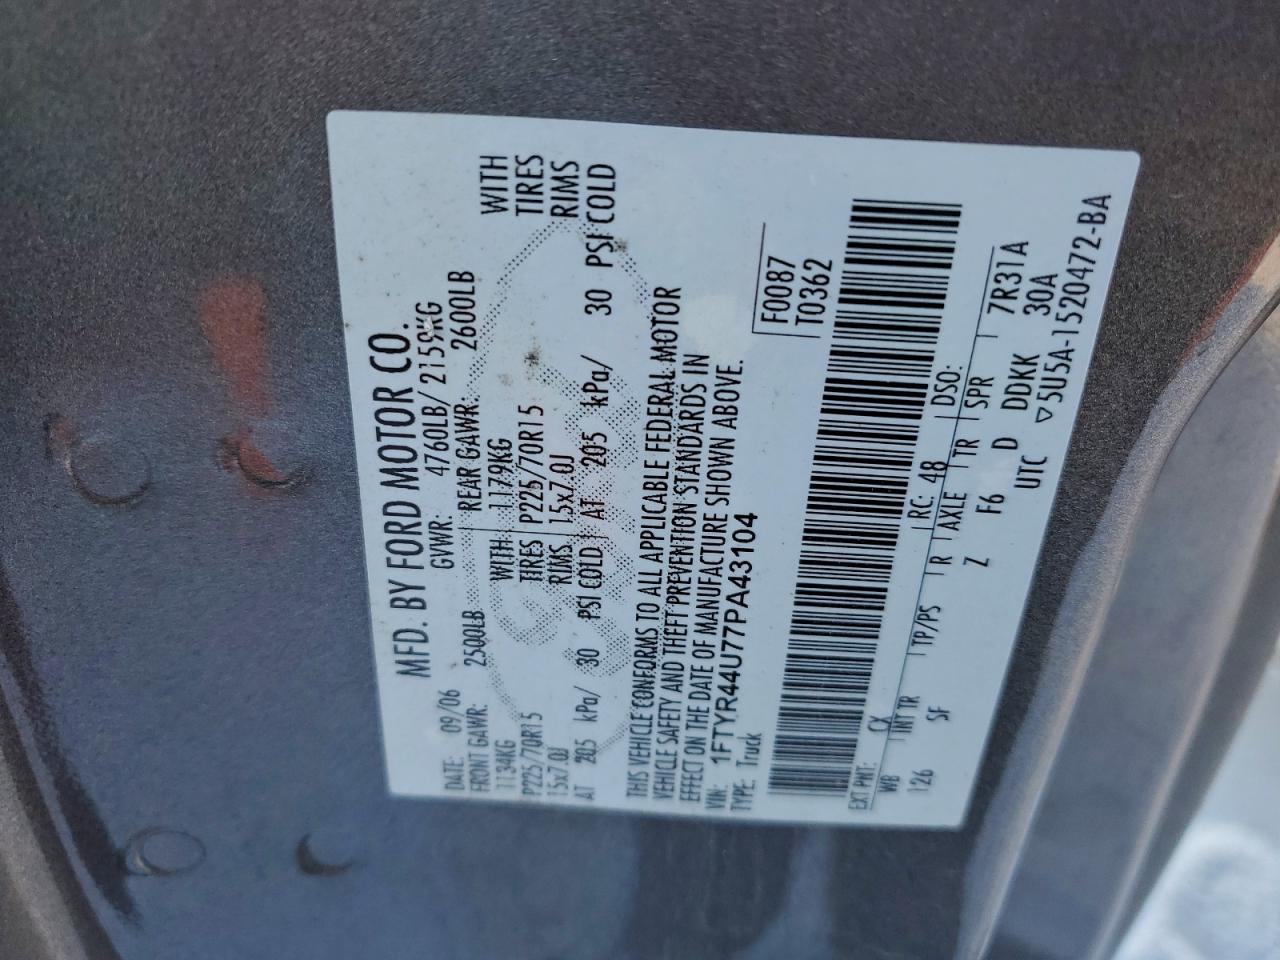 MFD. BY FORD MOTOR CO.
DATE: 09/06 GVWR: 4760LB/ 2159KG
FRONT GAWR: 2500LB REAR GAWR: 2600LB
1134KG WITH 1179KG WITH
P225/70R15 TIRES P225/70R15 TIRES
15x7.0J RIMS 15x7.0J RIMS
AT 205 kPa/ 30 PSI COLD AT 205 kPa/ 30 PSI COLD
THIS VEHICLE CONFORMS TO ALL APPLICABLE FEDERAL MOTOR
VEHICLE SAFETY AND THEFT PREVENTION STANDARDS IN
EFFECT ON THE DATE OF MANUFACTURE SHOWN ABOVE.
VIN: 1FTYR44U77PA43104
TYPE: Truck
F0087
T0362
EXT PNT: CX RC: 48 DSO:
WB INT TR TP/PS R AXLE TR SPR 7R31A
126 SF Z F6 D DDKK 30A
UTC ▽5U5A-1520472-BA